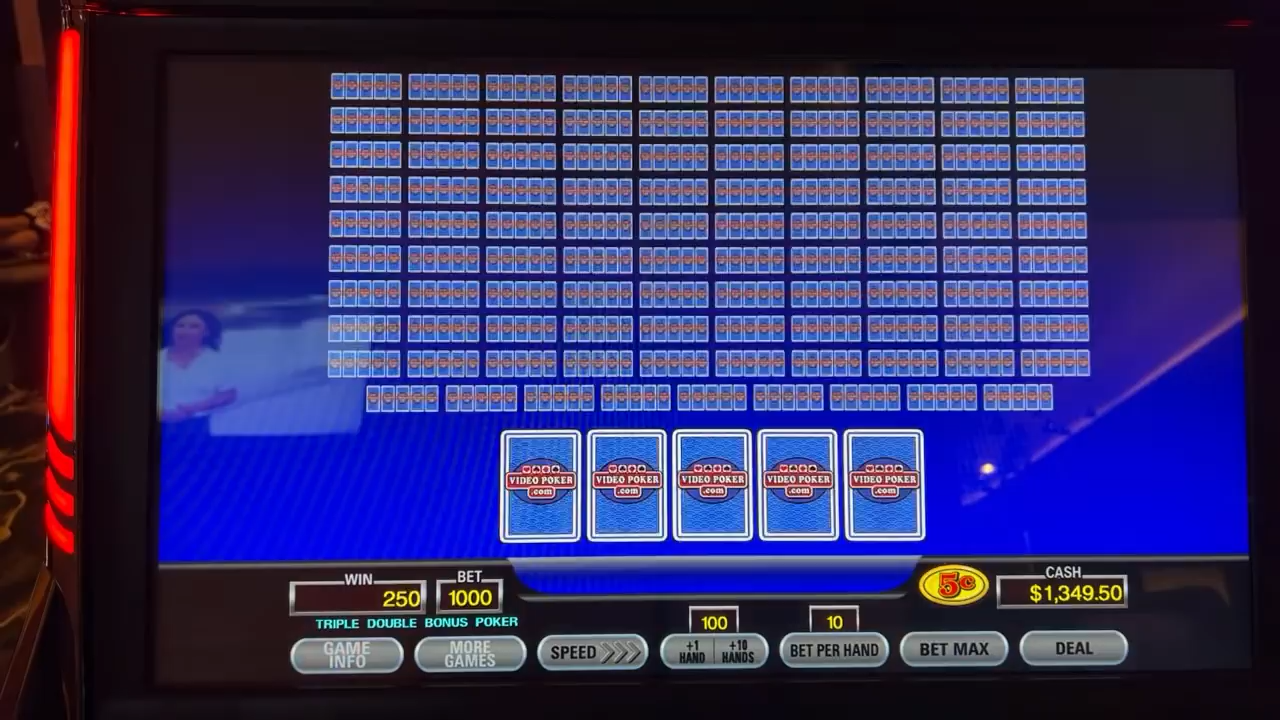 VIDEO POKER
.com
VIDEO POKER
.com
VIDEO POKER
.com
VIDEO POKER
.com
VIDEO POKER
.com
WIN
250
BET
1000
5¢
CASH
$1,349.50
TRIPLE DOUBLE BONUS POKER
100
10
GAME INFO
MORE GAMES
SPEED
+1 HAND
+10 HANDS
BET PER HAND
BET MAX
DEAL